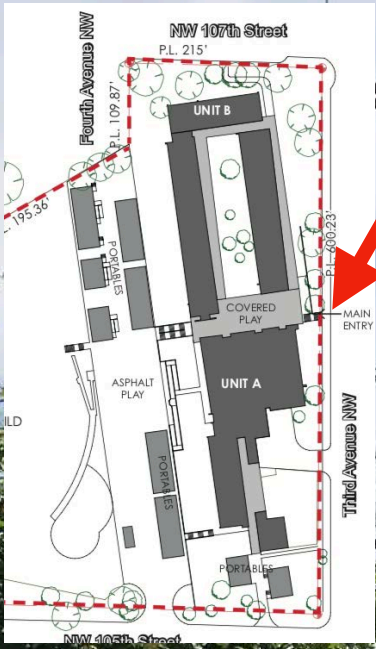 NW 107th Street
P.L. 215'
Fourth Avenue NW
P.L. 109.87'
UNIT B
195.36'
PORTABLES
P.L. 600.23'
COVERED
PLAY
MAIN
ENTRY
ASPHALT
PLAY
UNIT A
ILD
PORTABLES
Third Avenue NW
PORTABLES
NW 105th Street